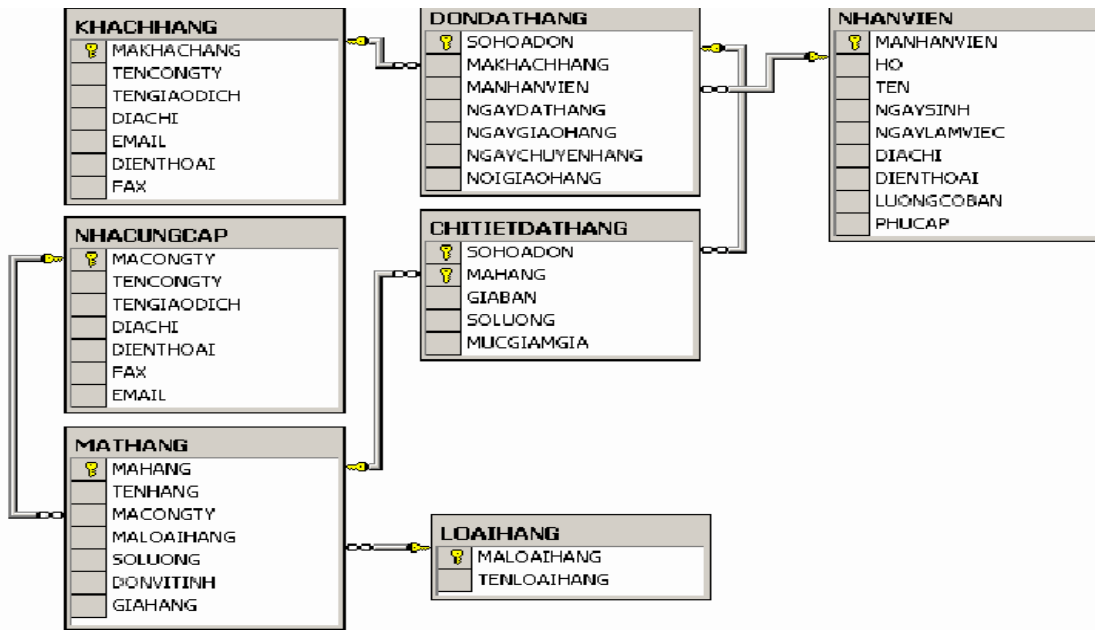 KHACHHANG
MAKHACHANG
TENCONGTY
TENGIAODICH
DIACHI
EMAIL
DIENTHOAI
FAX
DONDATHANG
SOHOADON
MAKHACHHANG
MANHANVIEN
NGAYDATHANG
NGAYGIAOHANG
NGAYCHUYENHANG
NOIGIAOHANG
NHANVIEN
MANHANVIEN
HO
TEN
NGAYSINH
NGAYLAMVIEC
DIACHI
DIENTHOAI
LUONGCOBAN
PHUCAP
NHACUNGCAP
MACONGTY
TENCONGTY
TENGIAODICH
DIACHI
DIENTHOAI
FAX
EMAIL
CHITIETDATHANG
SOHOADON
MAHANG
GIABAN
SOLUONG
MUCGIAMGIA
MATHANG
MAHANG
TENHANG
MACONGTY
MALOAIHANG
SOLUONG
DONVITINH
GIAHANG
LOAIHANG
MALOAIHANG
TENLOAIHANG